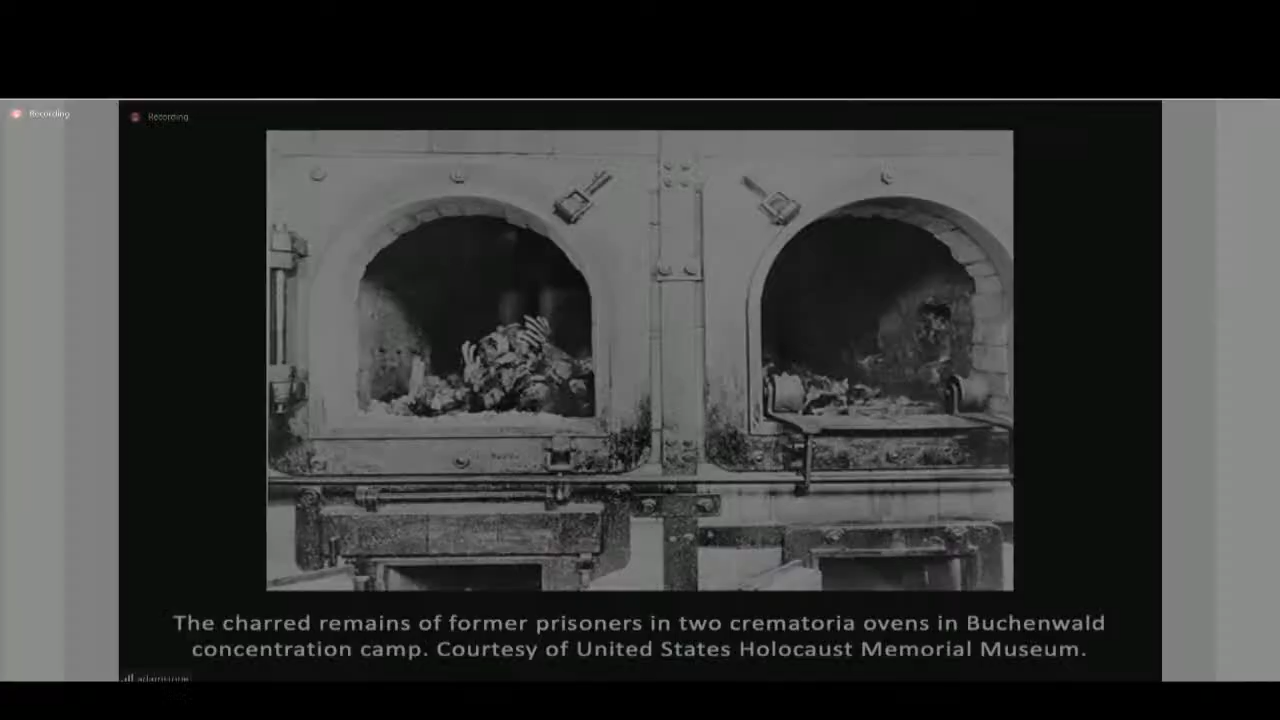 Recording
Recording
The charred remains of former prisoners in two crematoria ovens in Buchenwald
concentration camp. Courtesy of United States Holocaust Memorial Museum.